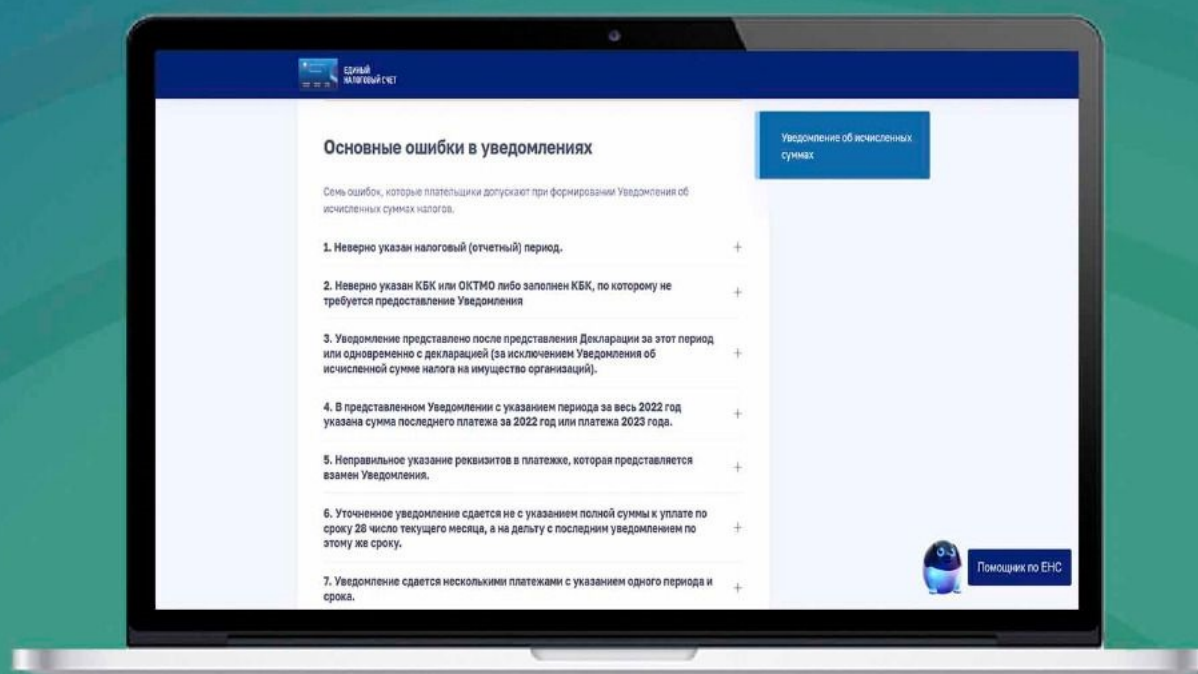 ЕДИНЫЙ
НАЛОГОВЫЙ СЧЕТ
Основные ошибки в уведомлениях
Уведомление об исчисленных
суммах
Семь ошибок, которые плательщики допускают при формировании Уведомления об
исчисленных суммах налогов.
1. Неверно указан налоговый (отчетный) период.
2. Неверно указан КБК или ОКТМО либо заполнен КБК, по которому не
требуется предоставление Уведомления
3. Уведомление представлено после представления Декларации за этот период
или одновременно с декларацией (за исключением Уведомления об
исчисленной сумме налога на имущество организаций).
4. В представленном Уведомлении с указанием периода за весь 2022 год
указана сумма последнего платежа за 2022 год или платежа 2023 года.
5. Неправильное указание реквизитов в платежке, которая представляется
взамен Уведомления.
6. Уточненное уведомление сдается не с указанием полной суммы к уплате по
сроку 28 число текущего месяца, а на дельту с последним уведомлением по
этому же сроку.
7. Уведомление сдается несколькими платежами с указанием одного периода и
срока.
Помощник по ЕНС